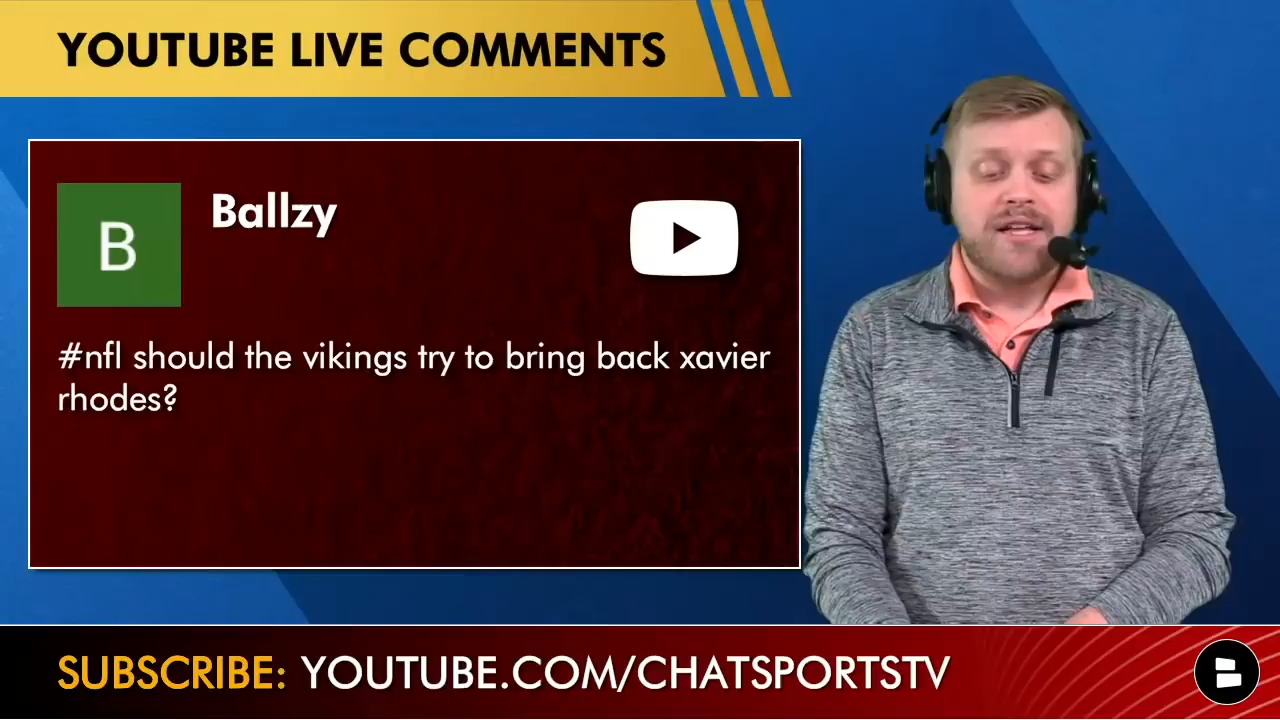 YOUTUBE LIVE COMMENTS
B
Ballzy
#nfl should the vikings try to bring back xavier
rhodes?
SUBSCRIBE: YOUTUBE.COM/CHATSPORTSTV